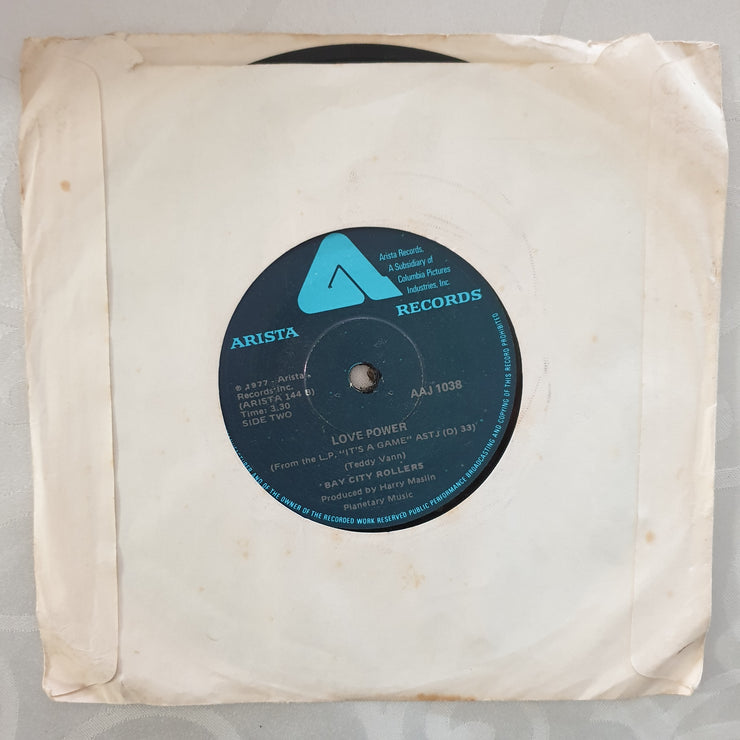 Arista Records,
A Subsidiary of
Columbia Pictures
Industries, Inc.
ARISTA
RECORDS
℗ 1977 - Arista
Records Inc.
(ARISTA 144 B)
Time: 3.30
SIDE TWO
AAJ 1038
LOVE POWER
(From the L.P. "IT'S A GAME" ASTJ (D) 33)
(Teddy Vann)
BAY CITY ROLLERS
Produced by Harry Maslin
Planetary Music
AND OF THE OWNER OF THE RECORDED WORK RESERVED PUBLIC PERFORMANCE BROADCASTING AND COPYING OF THIS RECORD PROHIBITED